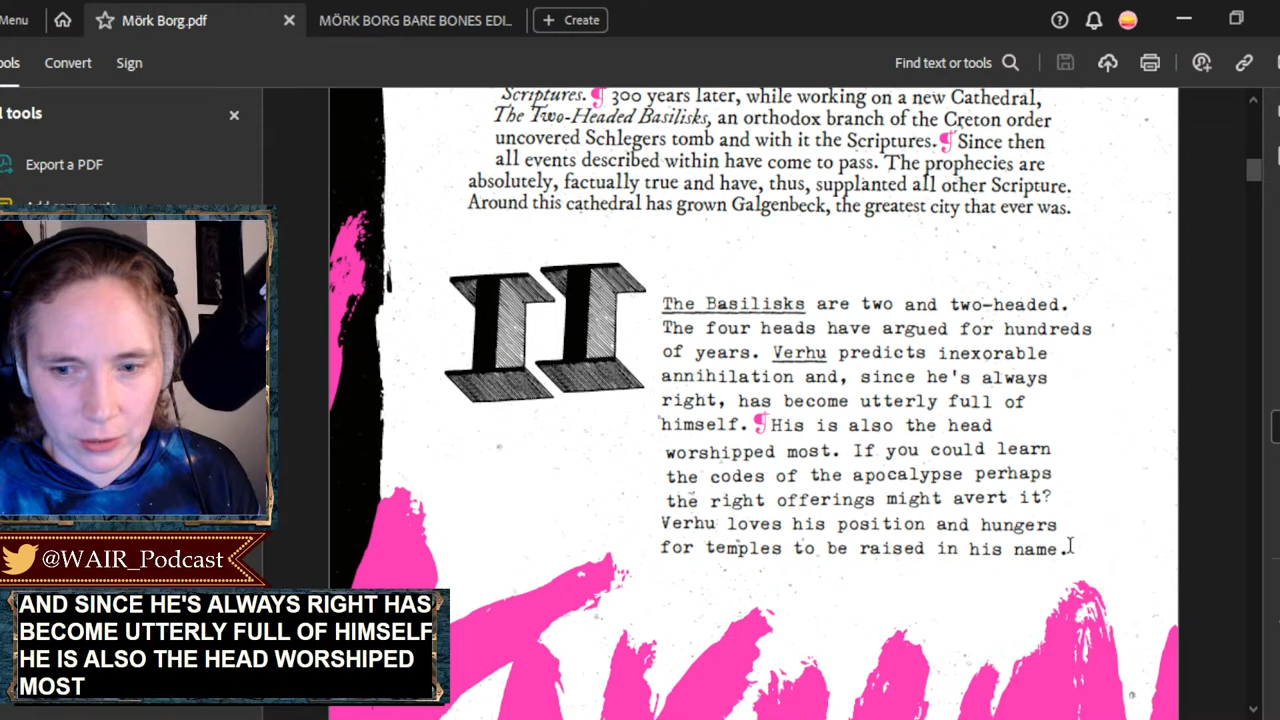 Menu
Mörk Borg.pdf
MÖRK BORG BARE BONES EDI...
Create
ols
Convert
Sign
Find text or tools
l tools
Export a PDF
Add comments
Scriptures. ¶ 300 years later, while working on a new Cathedral,
The Two-Headed Basilisks, an orthodox branch of the Creton order
uncovered Schlegers tomb and with it the Scriptures. ¶ Since then
all events described within have come to pass. The prophecies are
absolutely, factually true and have, thus, supplanted all other Scripture.
Around this cathedral has grown Galgenbeck, the greatest city that ever was.
II
The Basilisks are two and two-headed.
The four heads have argued for hundreds
of years. Verhu predicts inexorable
annihilation and, since he's always
right, has become utterly full of
himself. ¶ His is also the head
worshipped most. If you could learn
the codes of the apocalypse perhaps
the right offerings might avert it?
Verhu loves his position and hungers
for temples to be raised in his name.
@WAIR_Podcast
AND SINCE HE'S ALWAYS RIGHT HAS
BECOME UTTERLY FULL OF HIMSELF
HE IS ALSO THE HEAD WORSHIPED
MOST